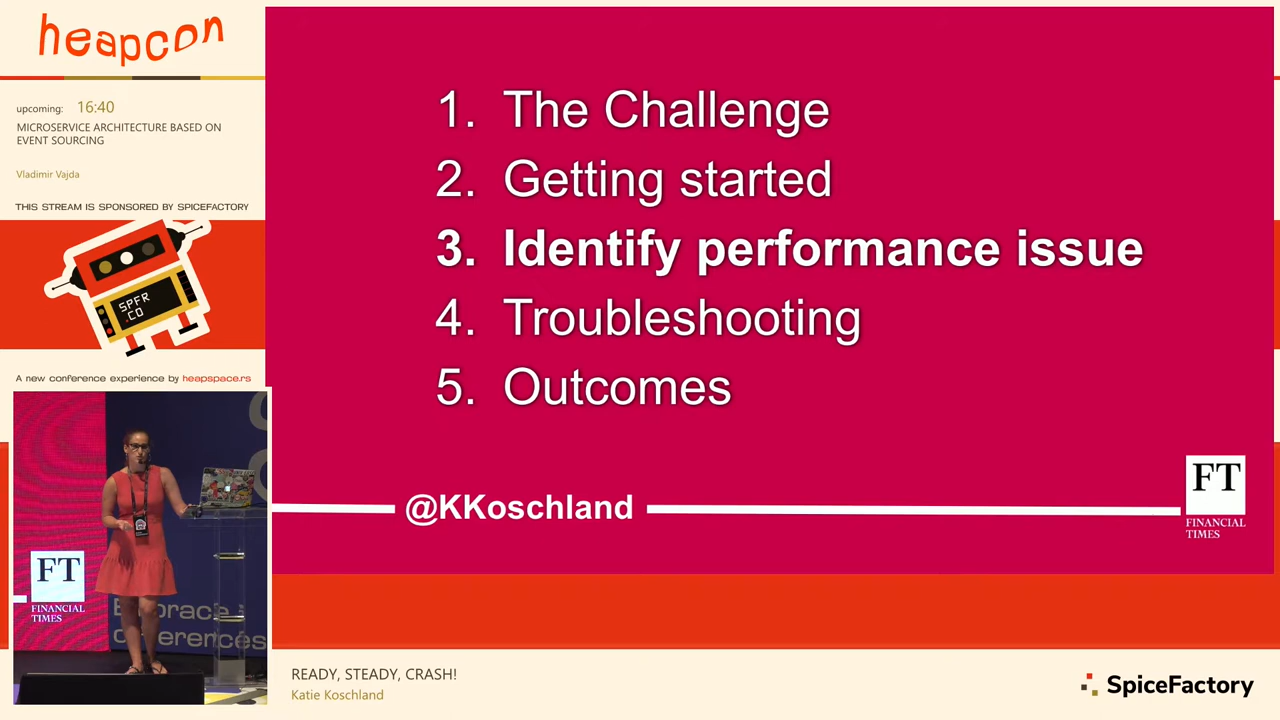 heapcon
upcoming: 16:40
MICROSERVICE ARCHITECTURE BASED ON
EVENT SOURCING
Vladimir Vajda
THIS STREAM IS SPONSORED BY SPICEFACTORY
SPFR
.CO
A new conference experience by heapspace.rs
1. The Challenge
2. Getting started
3. Identify performance issue
4. Troubleshooting
5. Outcomes
@KKoschland
FT
FINANCIAL
TIMES
FT
FINANCIAL
TIMES
Embrace
conferences
READY, STEADY, CRASH!
Katie Koschland
SpiceFactory